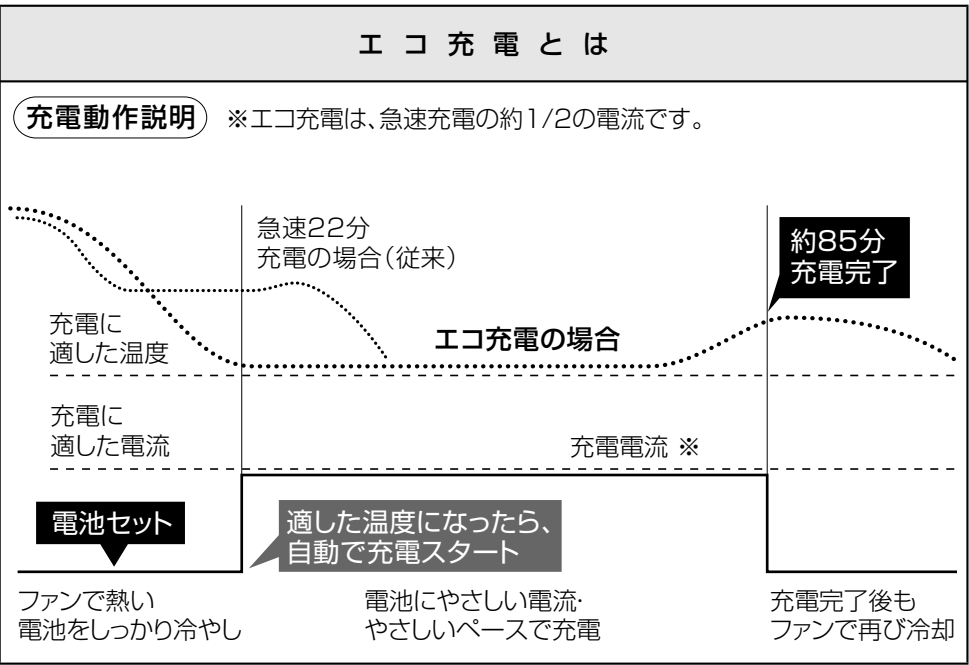 エコ充電とは
充電動作説明 ※エコ充電は、急速充電の約1/2の電流です。
急速22分
充電の場合(従来)
約85分
充電完了
充電に
適した温度
エコ充電の場合
充電に
適した電流
充電電流 ※
電池セット
適した温度になったら、
自動で充電スタート
ファンで熱い
電池をしっかり冷やし
電池にやさしい電流・
やさしいペースで充電
充電完了後も
ファンで再び冷却